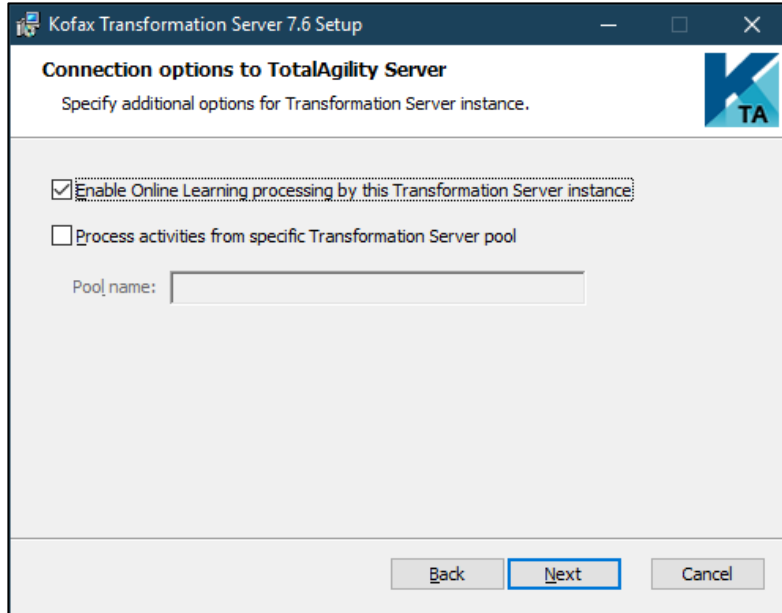 Kofax Transformation Server 7.6 Setup
Connection options to TotalAgility Server
Specify additional options for Transformation Server instance.
TA
Enable Online Learning processing by this Transformation Server instance
Process activities from specific Transformation Server pool
Pool name:
Back
Next
Cancel